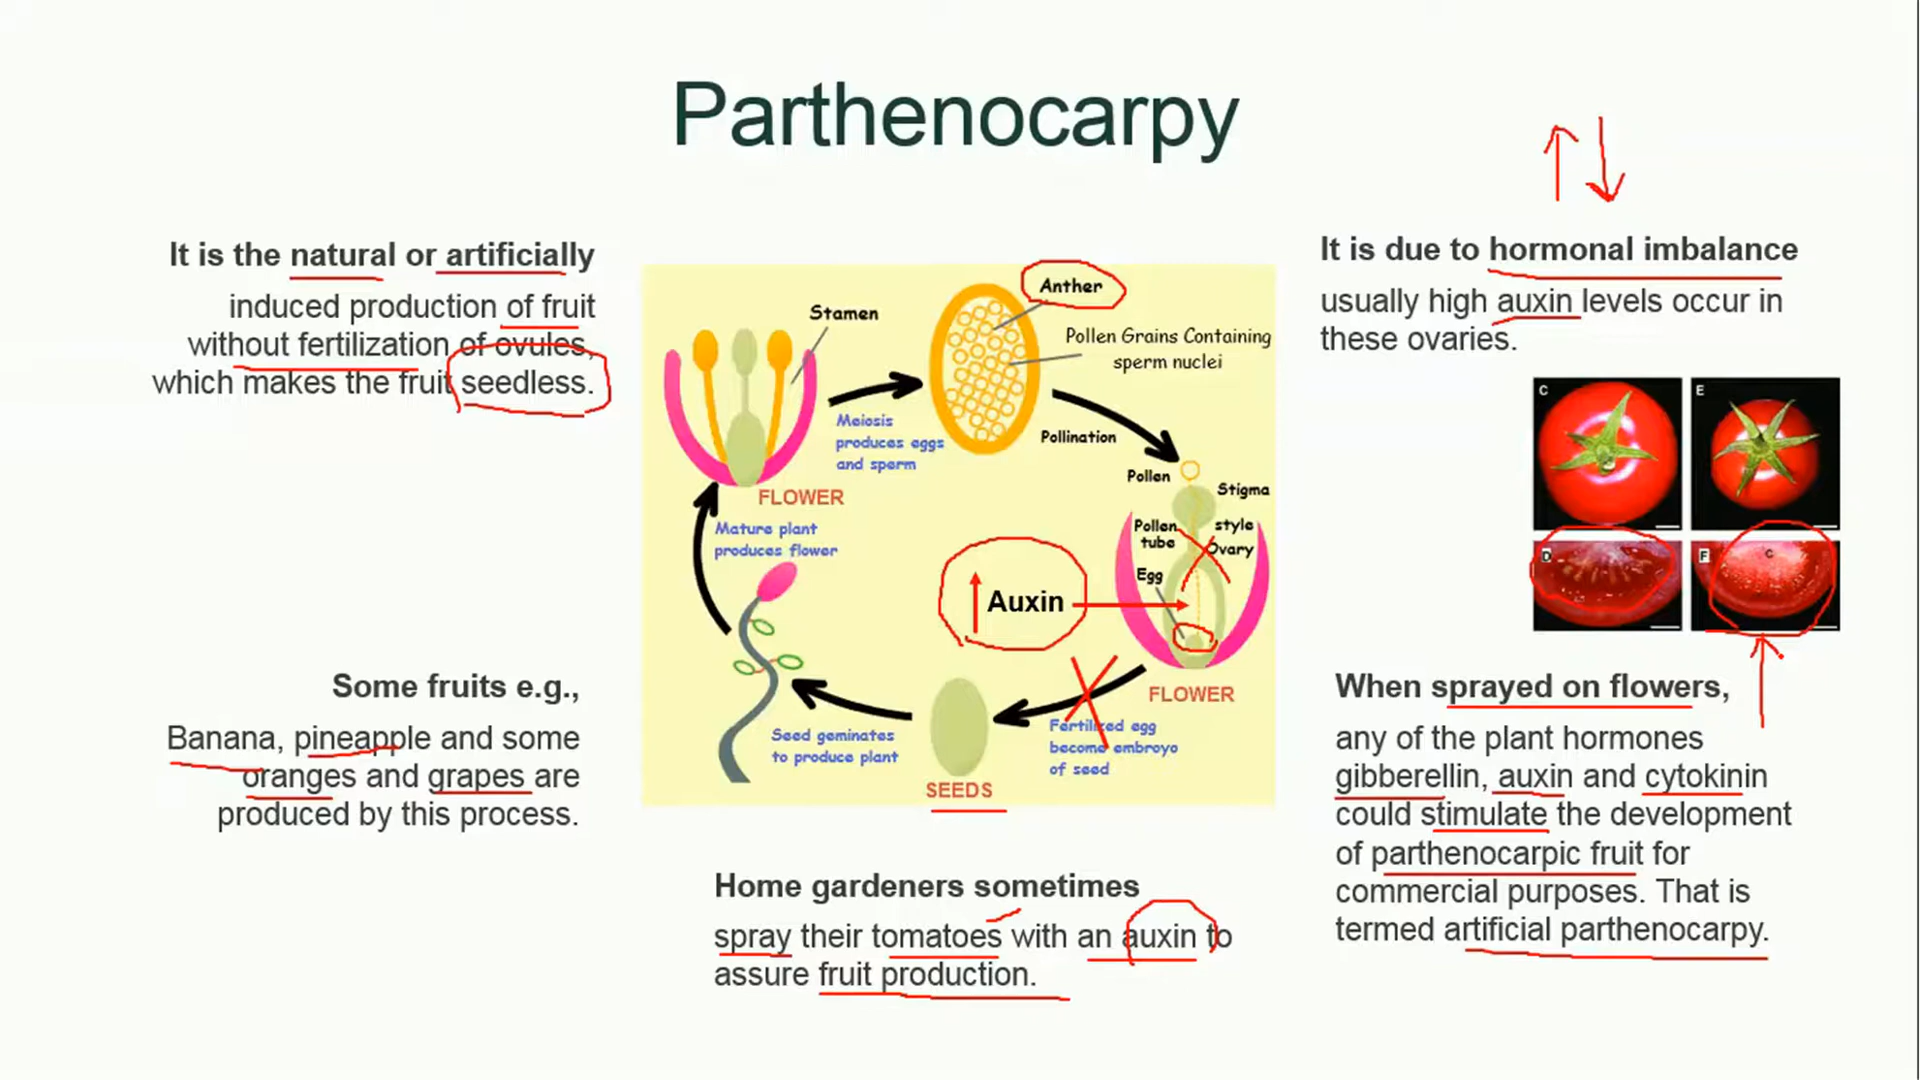 Parthenocarpy
It is the natural or artificially
induced production of fruit
without fertilization of ovules,
which makes the fruit seedless.
Some fruits e.g.,
Banana, pineapple and some
oranges and grapes are
produced by this process.
Stamen
Anther
Pollen Grains Containing
sperm nuclei
Meiosis
produces eggs
and sperm
FLOWER
Pollination
Pollen
Stigma
Pollen
tube
style
Ovary
Egg
Auxin
FLOWER
Fertilized egg
become embroyo
of seed
SEEDS
Seed geminates
to produce plant
Mature plant
produces flower
Home gardeners sometimes
spray their tomatoes with an auxin to
assure fruit production.
It is due to hormonal imbalance
usually high auxin levels occur in
these ovaries.
C
E
D
F
G
When sprayed on flowers,
any of the plant hormones
gibberellin, auxin and cytokinin
could stimulate the development
of parthenocarpic fruit for
commercial purposes. That is
termed artificial parthenocarpy.